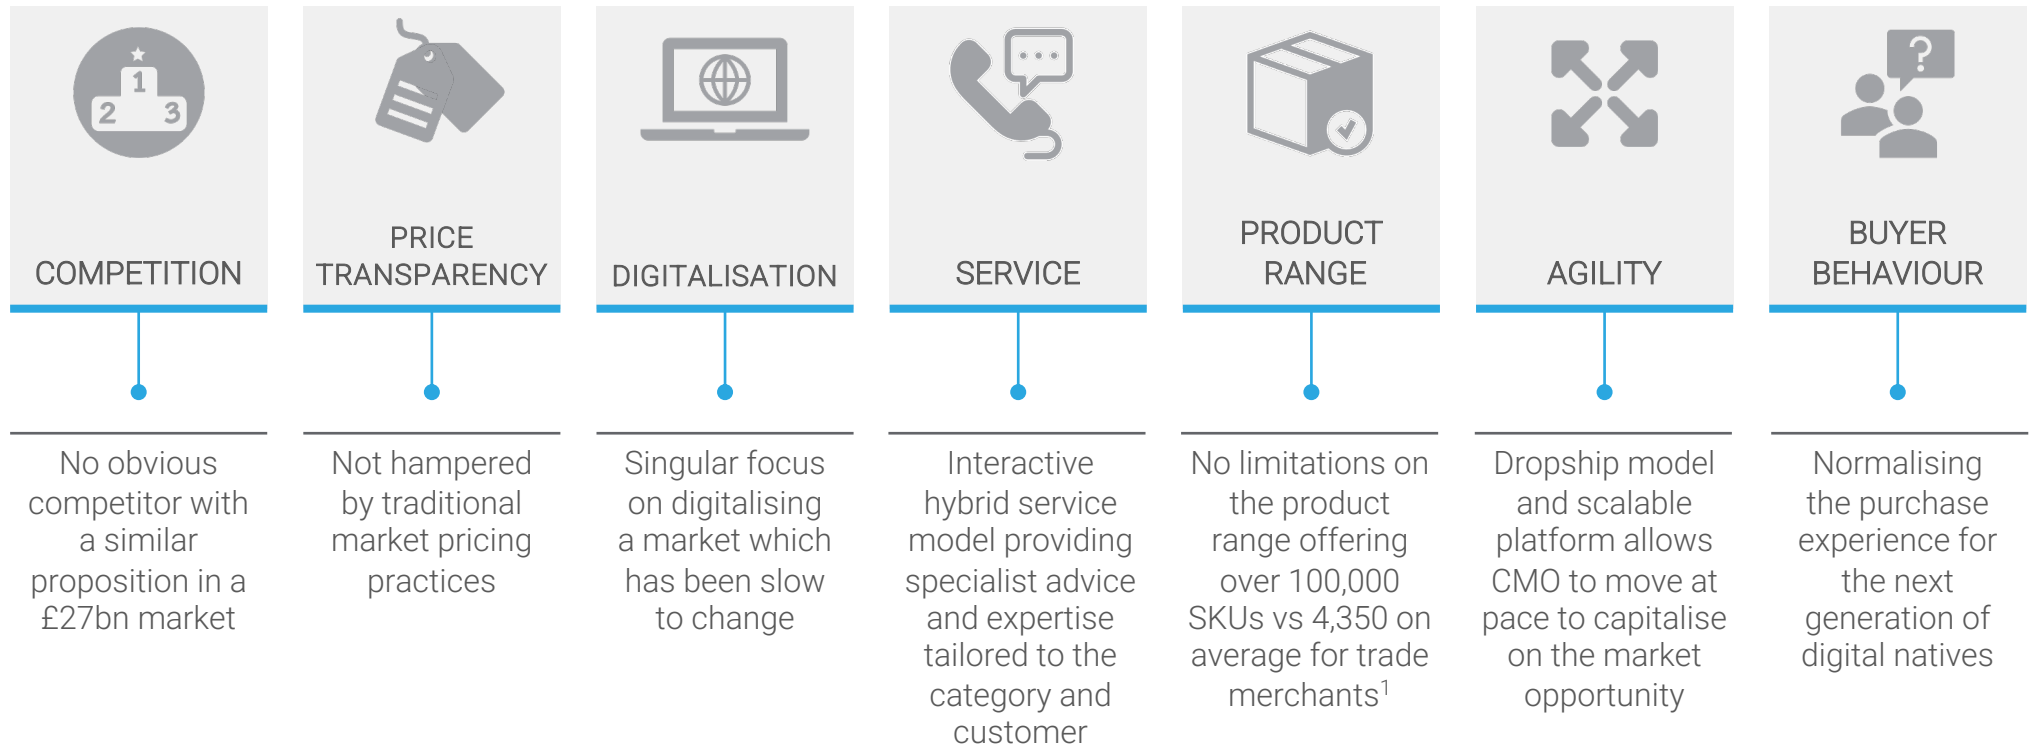 1
2
3
COMPETITION
No obvious
competitor with
a similar
proposition in a
£27bn market
PRICE
TRANSPARENCY
Not hampered
by traditional
market pricing
practices
DIGITALISATION
Singular focus
on digitalising
a market which
has been slow
to change
SERVICE
Interactive
hybrid service
model providing
specialist advice
and expertise
tailored to the
category and
customer
PRODUCT
RANGE
No limitations on
the product
range offering
over 100,000
SKUs vs 4,350 on
average for trade
merchants¹
AGILITY
Dropship model
and scalable
platform allows
CMO to move at
pace to capitalise
on the market
opportunity
?
BUYER
BEHAVIOUR
Normalising
the purchase
experience for
the next
generation of
digital natives